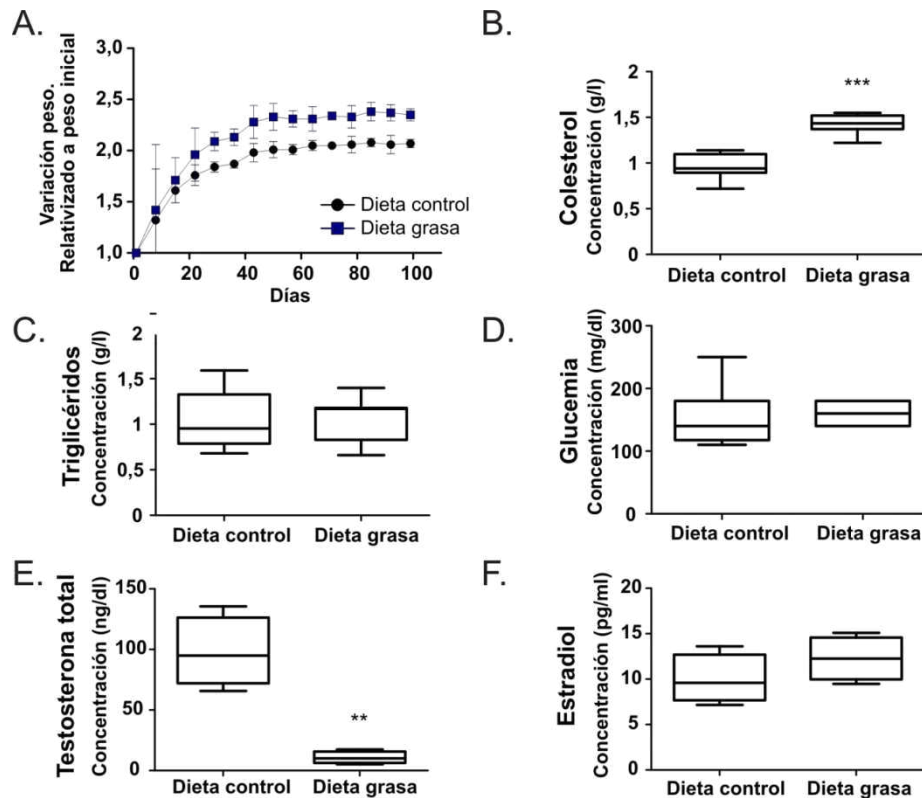 A.
Variación peso.
Relativizado a peso inicial
3,0
2,5
2,0
1,5
1,0
0 20 40 60 80 100
Días
Dieta control
Dieta grasa
B.
Colesterol
Concentración (g/l)
2
1,5
1
0,5
0
***
Dieta control Dieta grasa
C.
Triglicéridos
Concentración (g/l)
2
1,5
1
0,5
0
Dieta control Dieta grasa
D.
Glucemia
Concentración (mg/dl)
300
200
100
0
Dieta control Dieta grasa
E.
Testosterona total
Concentración (ng/dl)
150
100
50
0
**
Dieta control Dieta grasa
F.
Estradiol
Concentración (pg/ml)
20
15
10
5
0
Dieta control Dieta grasa